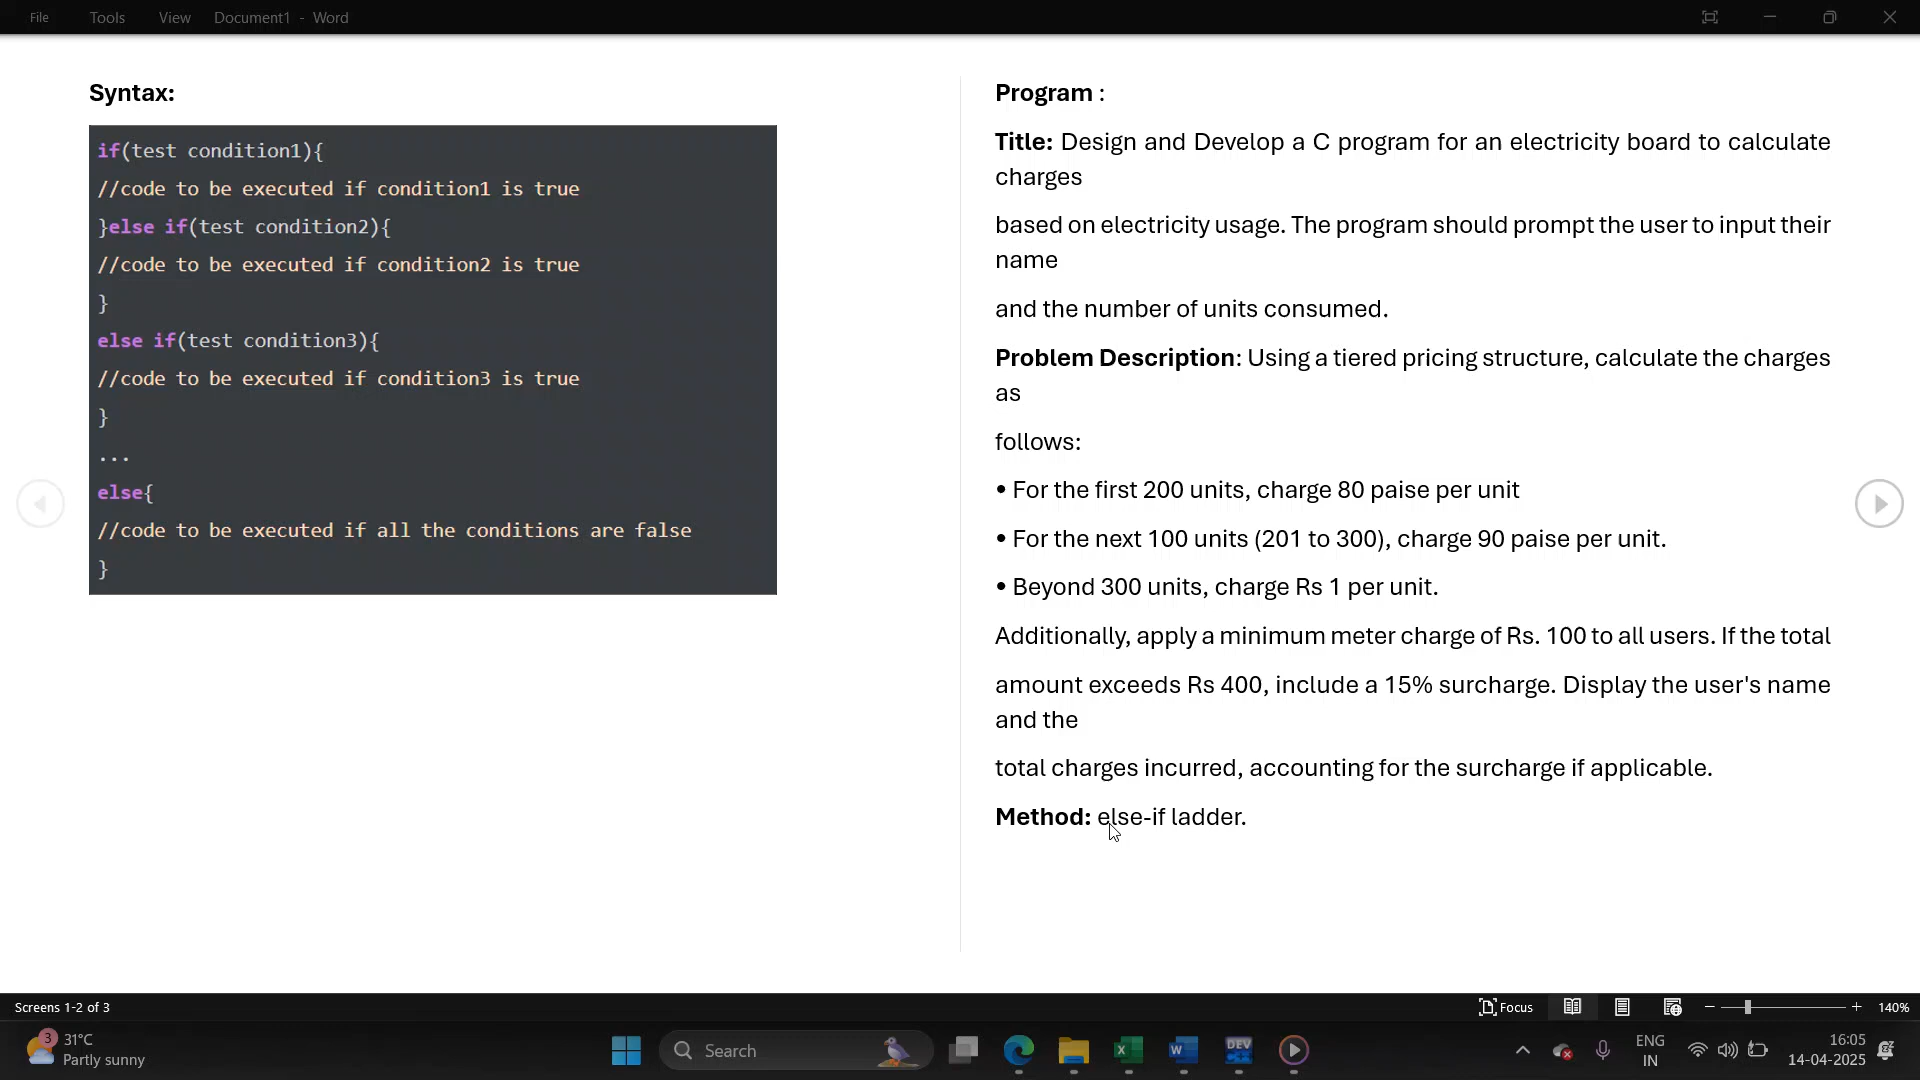 File Tools View Document1 - Word
Syntax:
if(test condition1){
//code to be executed if condition1 is true
}else if(test condition2){
//code to be executed if condition2 is true
}
else if(test condition3){
//code to be executed if condition3 is true
}
...
else{
//code to be executed if all the conditions are false
}
Program :
Title: Design and Develop a C program for an electricity board to calculate
charges
based on electricity usage. The program should prompt the user to input their
name
and the number of units consumed.
Problem Description: Using a tiered pricing structure, calculate the charges
as
follows:
• For the first 200 units, charge 80 paise per unit
• For the next 100 units (201 to 300), charge 90 paise per unit.
• Beyond 300 units, charge Rs 1 per unit.
Additionally, apply a minimum meter charge of Rs. 100 to all users. If the total
amount exceeds Rs 400, include a 15% surcharge. Display the user's name
and the
total charges incurred, accounting for the surcharge if applicable.
Method: else-if ladder.
Screens 1-2 of 3
Focus
140%
3
31°C
Partly sunny
Search
DEV
ENG
IN
16:05
14-04-2025